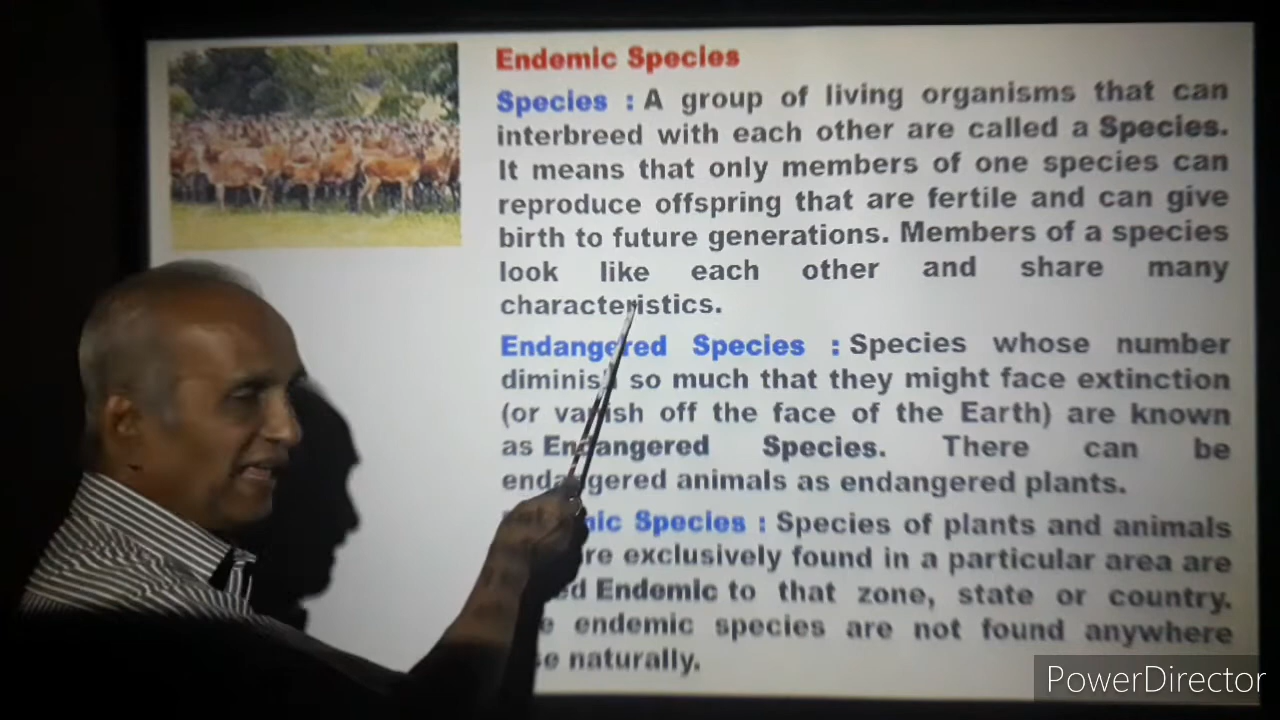 Endemic Species
Species : A group of living organisms that can
interbreed with each other are called a Species.
It means that only members of one species can
reproduce offspring that are fertile and can give
birth to future generations. Members of a species
look like each other and share many
characteristics.
Endangered Species : Species whose number
so much that they might face extinction
(or vanish off the face of the Earth) are known
as Endangered Species. There can be
endangered animals as endangered plants.
Species : Species of plants and animals
exclusively found in a particular area are
Endemic to that zone, state or country.
endemic species are not found anywhere
naturally.
PowerDirector